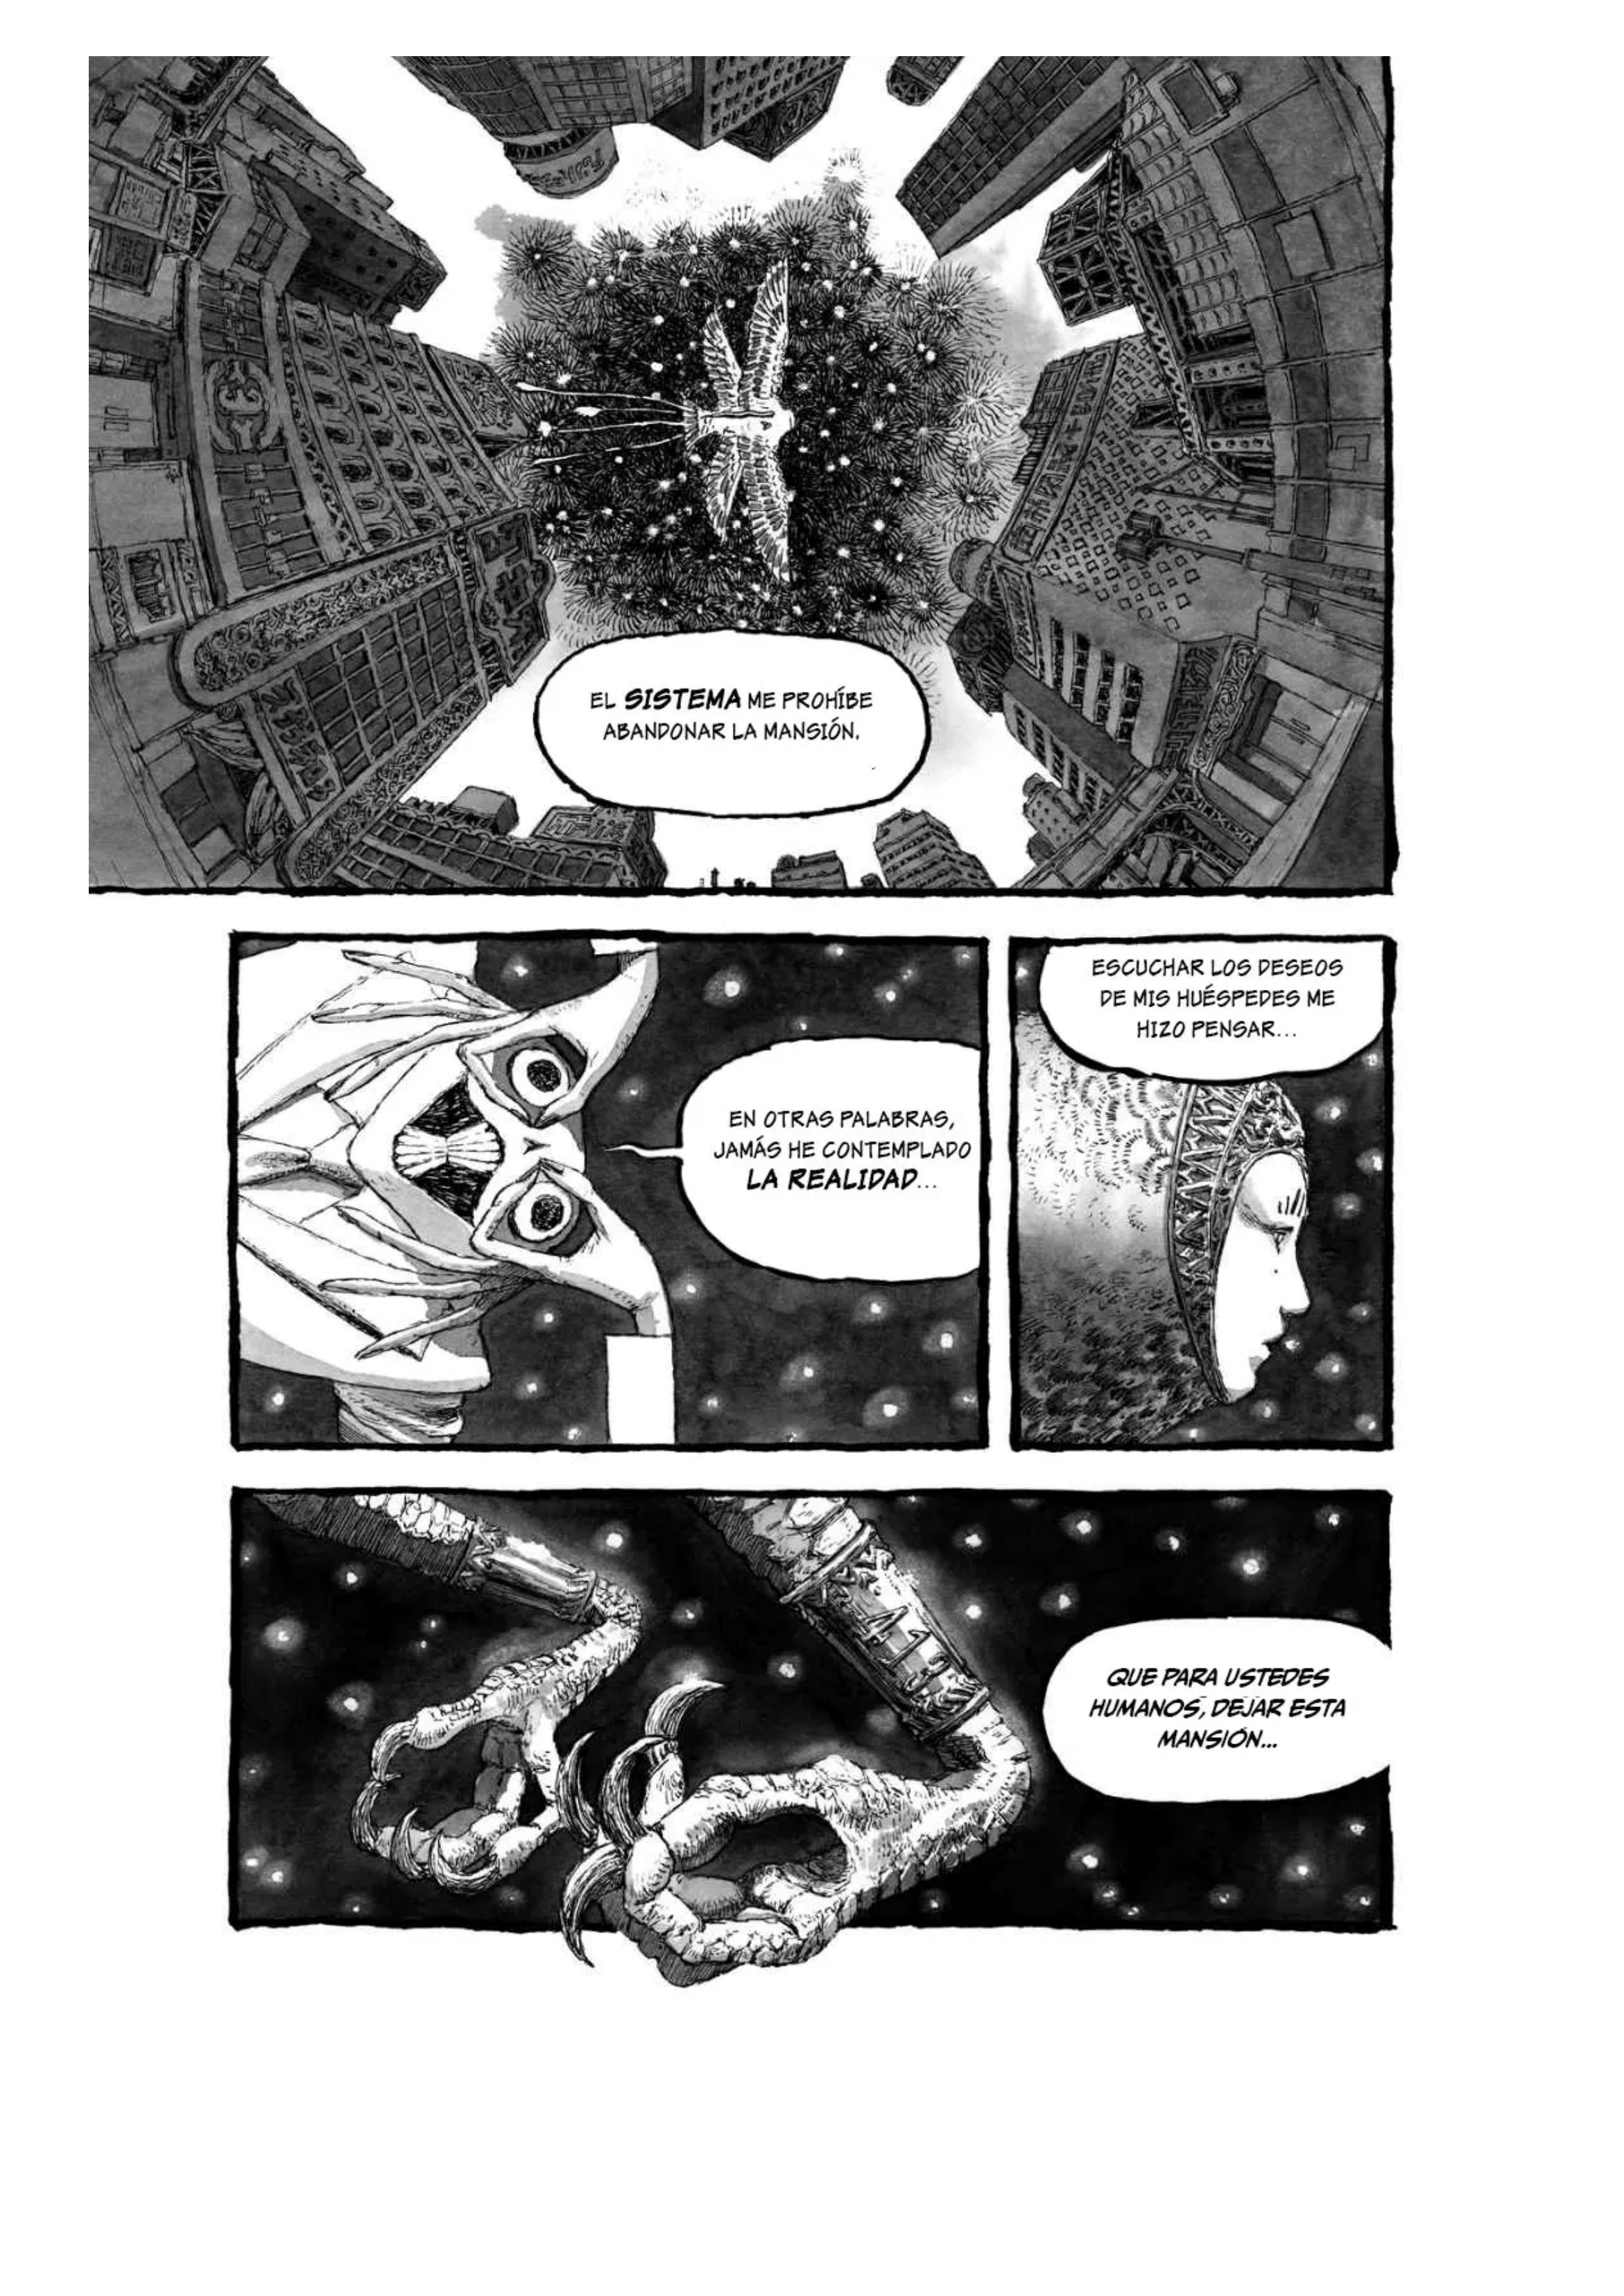 EL SISTEMA ME PROHÍBE
ABANDONAR LA MANSIÓN.
EN OTRAS PALABRAS,
JAMÁS HE CONTEMPLADO
LA REALIDAD...
ESCUCHAR LOS DESEOS
DE MIS HUÉSPEDES ME
HIZO PENSAR...
QUE PARA USTEDES
HUMANOS, DEJAR ESTA
MANSIÓN...